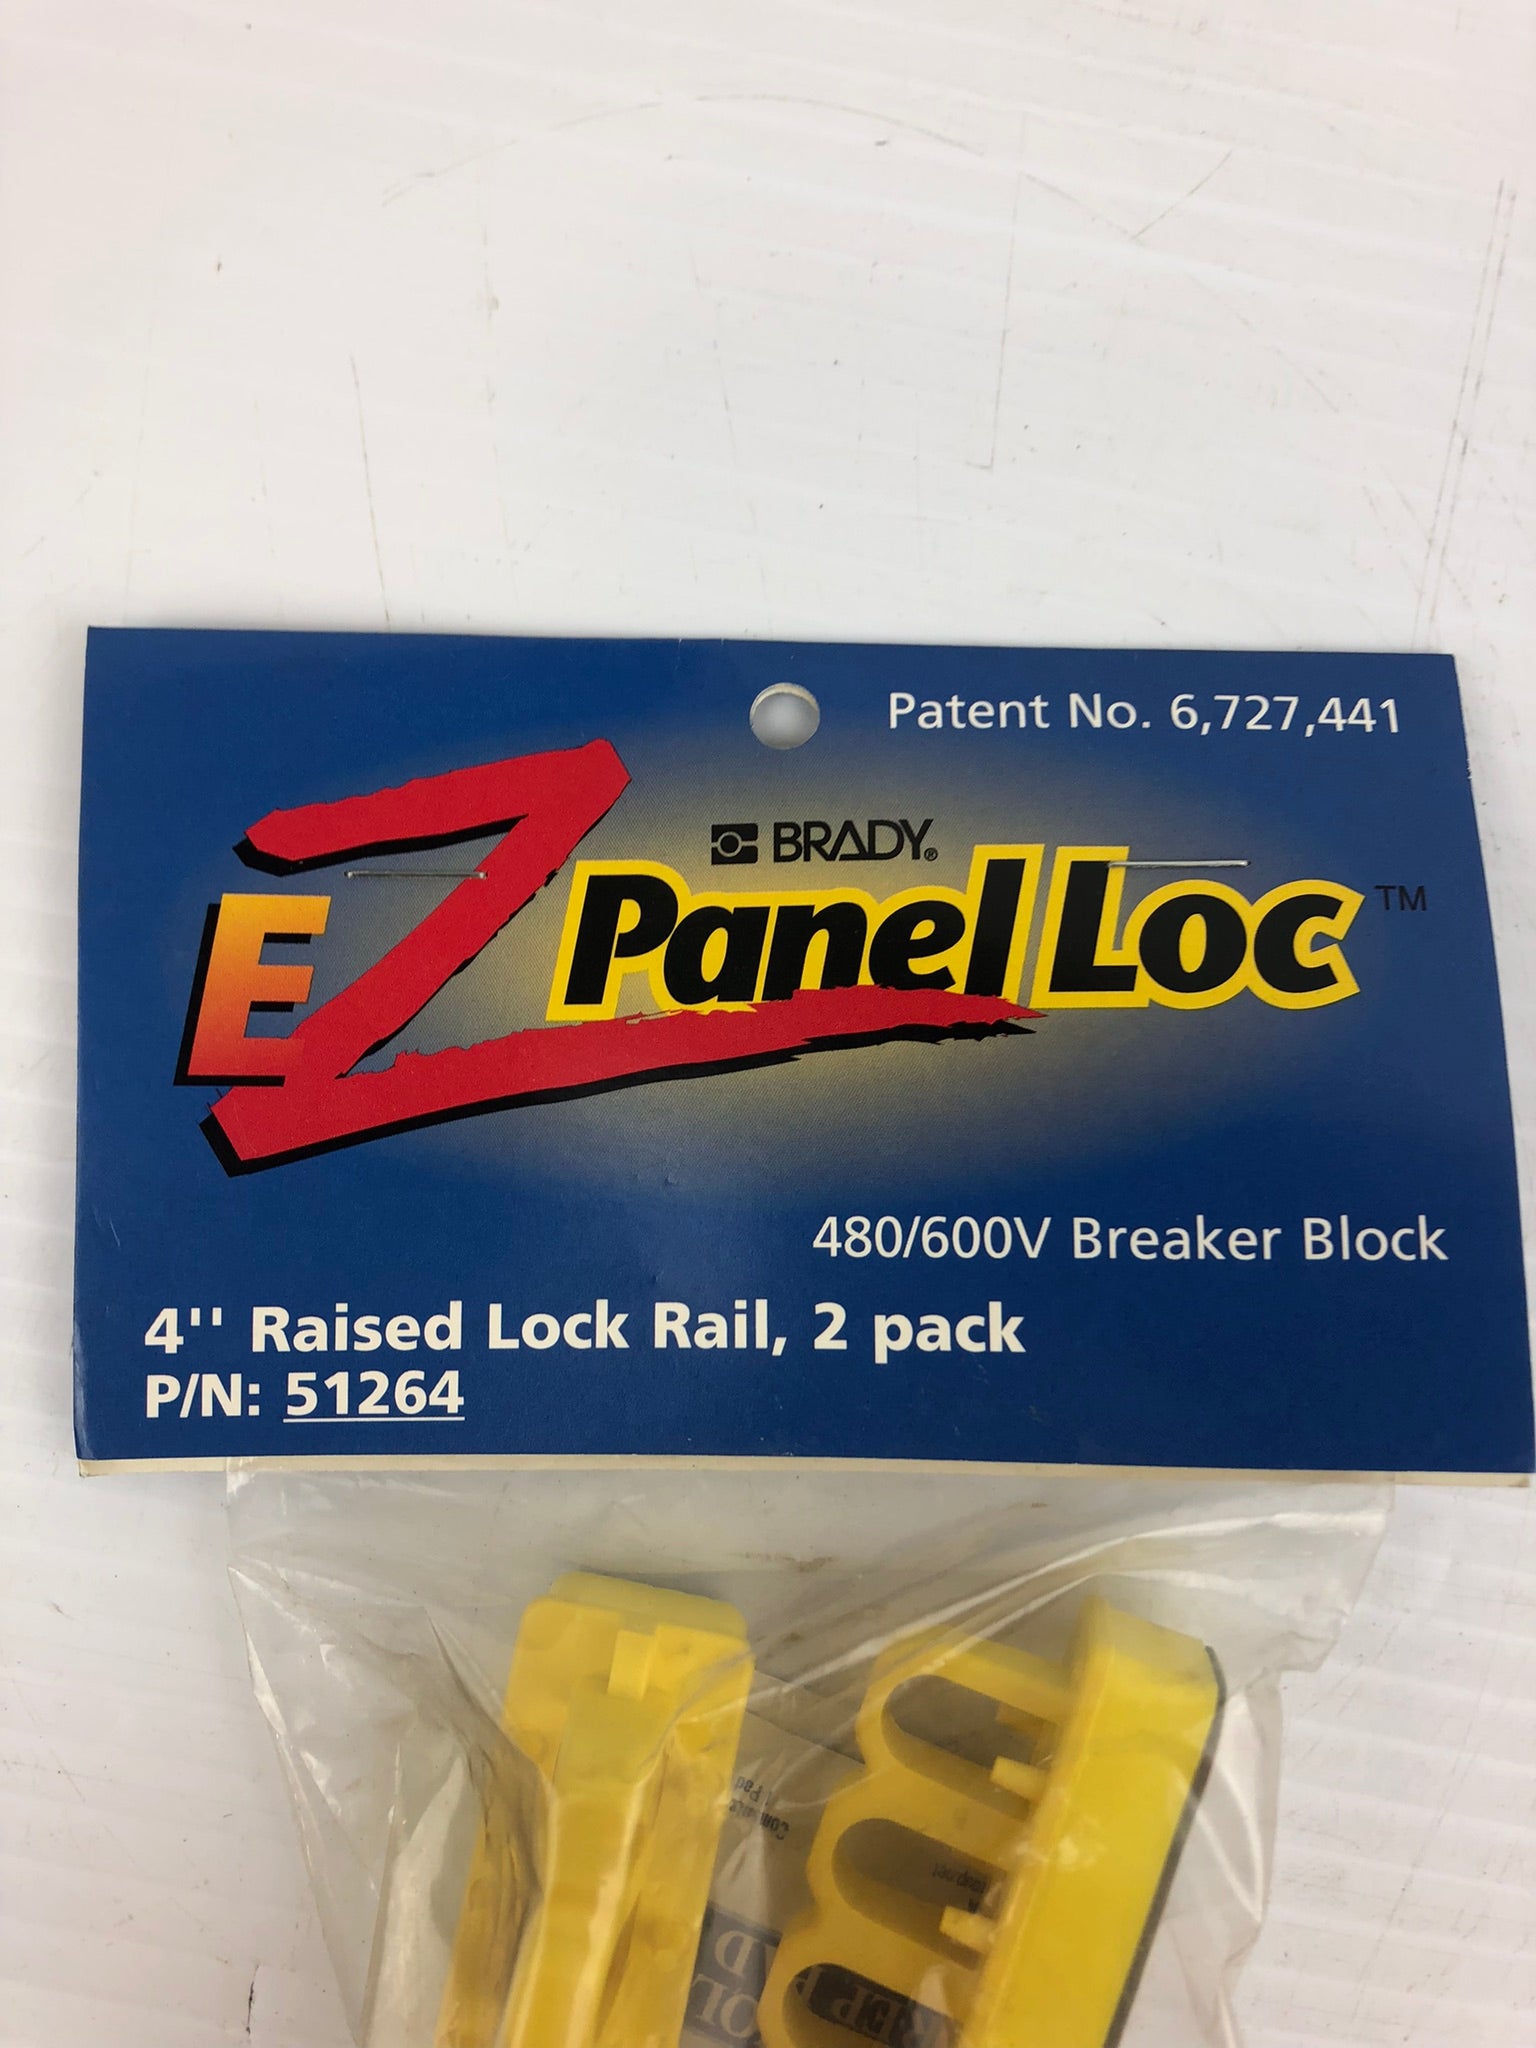 Patent No. 6,727,441
BRADY®
EZ Panel Loc™
480/600V Breaker Block
4'' Raised Lock Rail, 2 pack
P/N: 51264